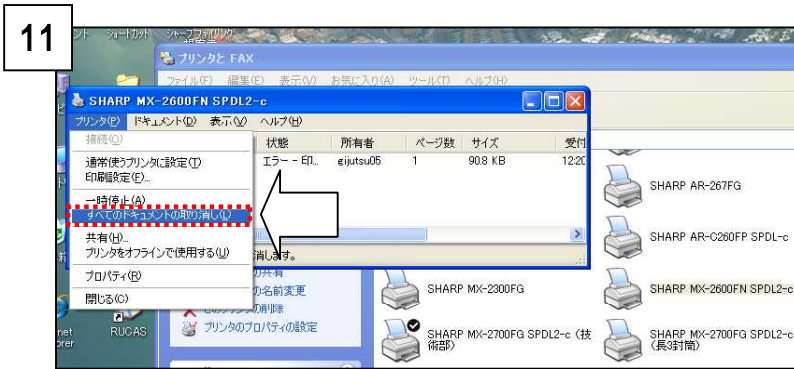 11
ショートカット
プリンタと FAX
ファイル(F) 編集(E) 表示(V) お気に入り(A) ツール(T) ヘルプ(H)
SHARP MX-2600FN SPDL2-c
プリンタ(P) ドキュメント(D) 表示(V) ヘルプ(H)
接続(O)
状態 所有者 ページ数 サイズ 受付
通常使うプリンタに設定(T)
エラー - 印... gijutsu05 1 90.8 KB 12:20
印刷設定(F)...
一時停止(A)
すべてのドキュメントの取り消し(L)
共有(H)...
プリンタをオフラインで使用する(U)
プロパティ(R)
閉じる(C)
消します。
の共有
の名前変更
このプリンタの削除
プリンタのプロパティの設定
RUCAS
SHARP AR-267FG
SHARP AR-C260FP SPDL-c
SHARP MX-2300FG
SHARP MX-2600FN SPDL2-c
SHARP MX-2700FG SPDL2-c (技術部)
SHARP MX-2700FG SPDL2-c
(長3封筒)